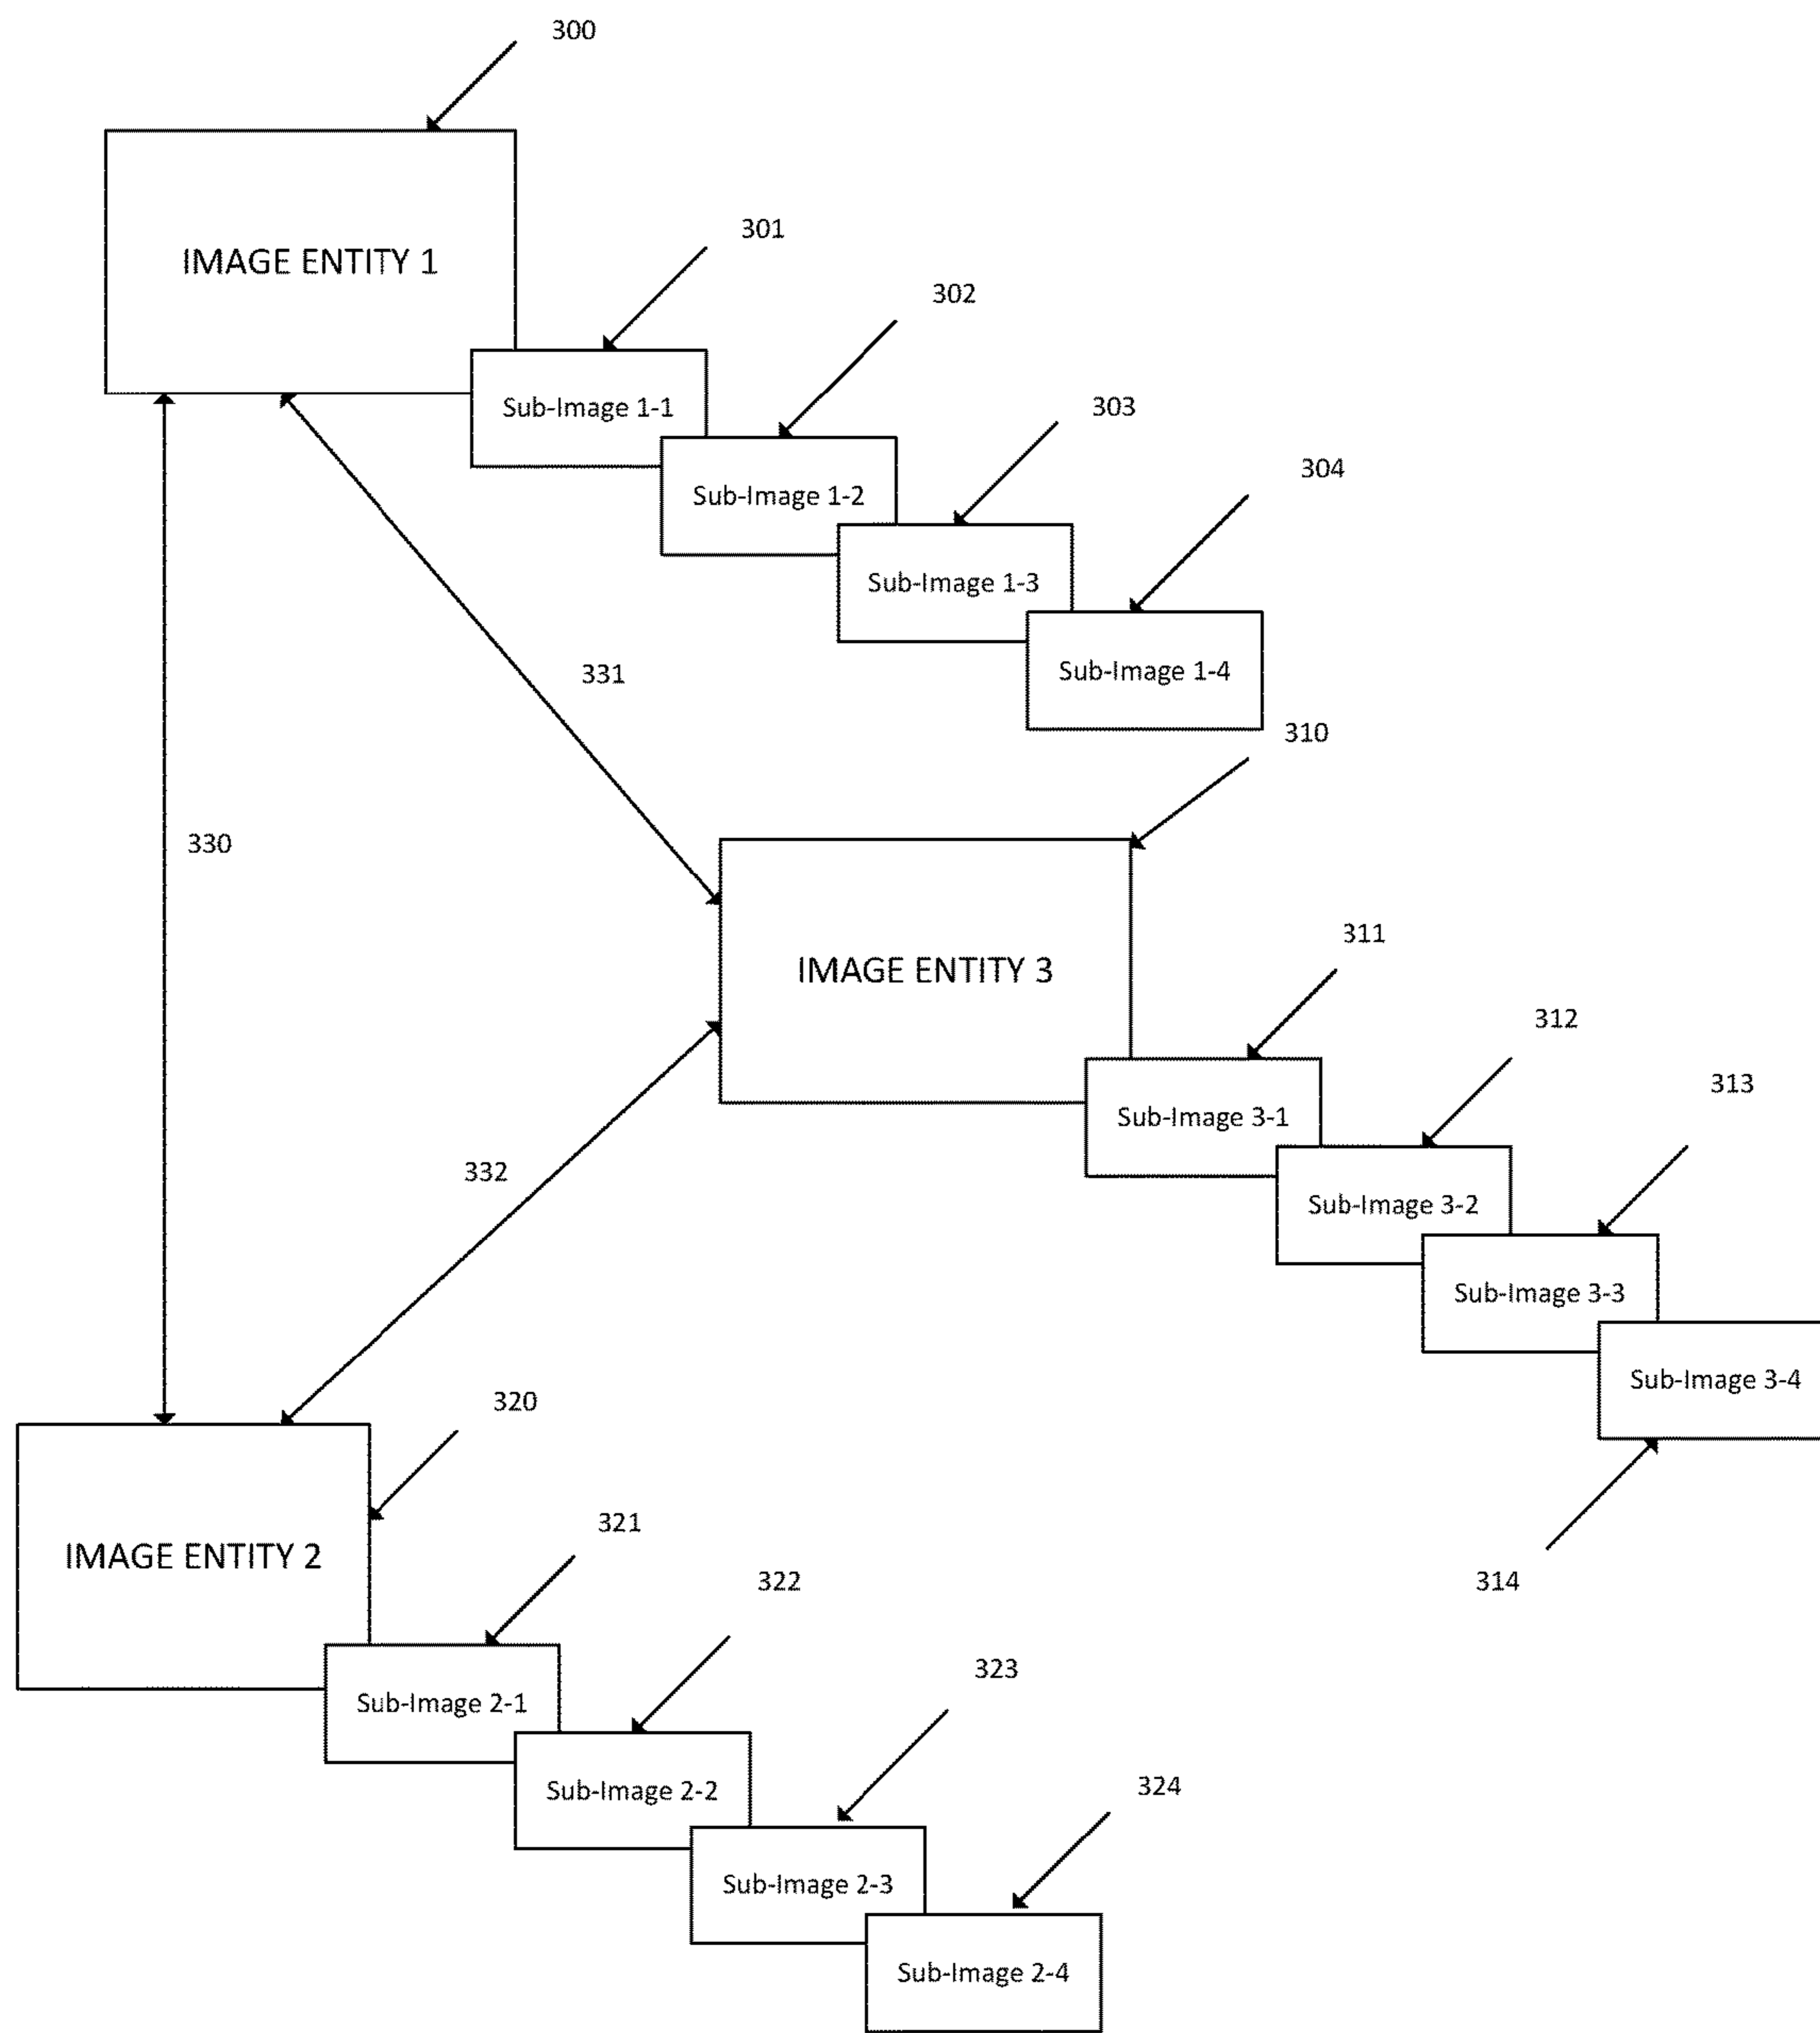 300
IMAGE ENTITY 1
301
302
Sub-Image 1-1
303
Sub-Image 1-2
304
Sub-Image 1-3
Sub-Image 1-4
331
310
330
IMAGE ENTITY 3
311
312
313
Sub-Image 3-1
332
Sub-Image 3-2
Sub-Image 3-3
Sub-Image 3-4
320
IMAGE ENTITY 2
321
322
314
323
Sub-Image 2-1
324
Sub-Image 2-2
Sub-Image 2-3
Sub-Image 2-4